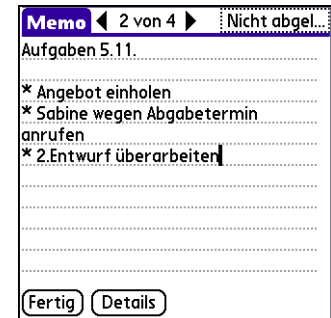 Memo 2 von 4 Nicht abgel...
Aufgaben 5.11.
* Angebot einholen
* Sabine wegen Abgabetermin
anrufen
* 2.Entwurf überarbeiten
Fertig Details